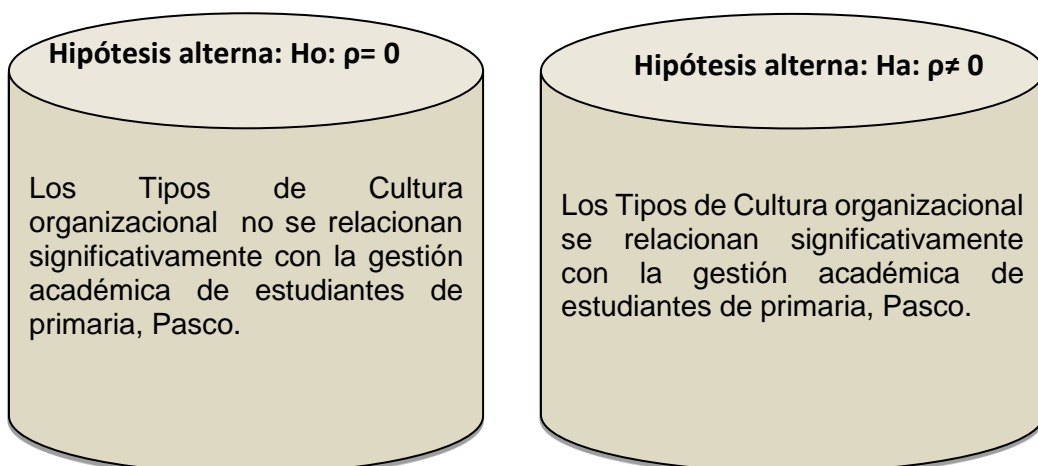 Hipótesis alterna: Ho: ρ= 0
Los Tipos de Cultura
organizacional no se relacionan
significativamente con la gestión
académica de estudiantes de
primaria, Pasco.
Hipótesis alterna: Ha: ρ≠ 0
Los Tipos de Cultura organizacional
se relacionan significativamente
con la gestión académica de
estudiantes de primaria, Pasco.